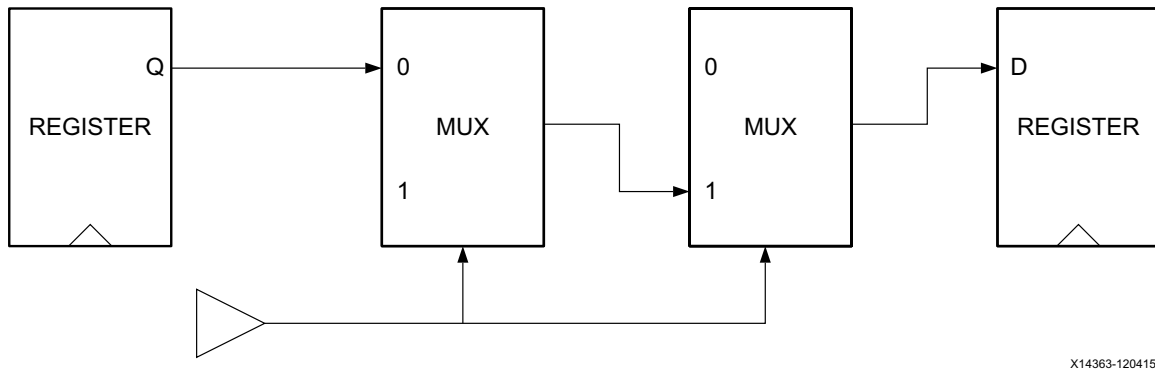 Q
REGISTER
0
MUX
1
0
MUX
1
D
REGISTER
X14363-120415